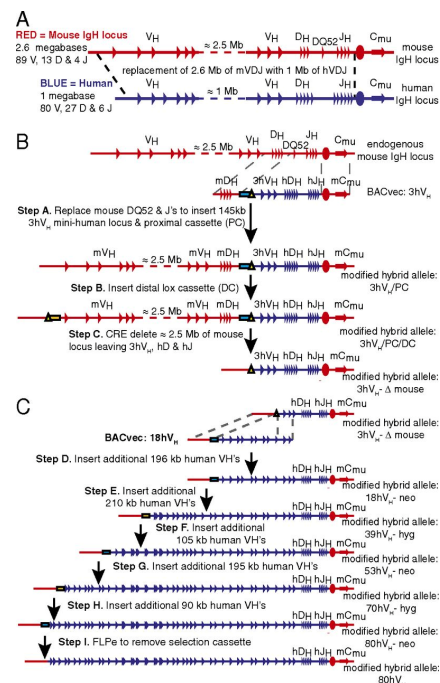 A
RED = Mouse IgH locus
2.6 megabases
89 V, 13 D & 4 J
VH
≈ 2.5 Mb
VH
DH
DQ52
JH
Cmu
mouse
IgH locus
replacement of 2.6 Mb of mVDJ with 1 Mb of hVDJ
BLUE = Human
1 megabase
80 V, 27 D & 6 J
VH
≈ 1 Mb
VH
DH
JH
Cmu
human
IgH locus
B
VH
≈ 2.5 Mb
VH
DH
DQ52
JH
Cmu
endogenous
mouse IgH locus
mDH
3hVH
hDH
hJH
mCmu
BACvec: 3hVH
Step A. Replace mouse DQ52 & J's to insert 145kb
3hVH mini-human locus & proximal cassette (PC)
mVH
≈ 2.5 Mb
mVH
mDH
3hVH
hDH
hJH
mCmu
modified hybrid allele:
3hVH/PC
Step B. Insert distal lox cassette (DC)
mVH
≈ 2.5 Mb
mVH
mDH
3hVH
hDH
hJH
mCmu
modified hybrid allele:
3hVH/PC/DC
Step C. CRE delete ≈ 2.5 Mb of mouse
locus leaving 3hVH, hD & hJ
3hVH
hDH
hJH
mCmu
modified hybrid allele:
3hVH- Δ mouse
C
hDH
hJH
mCmu
modified hybrid allele:
3hVH- Δ mouse
BACvec: 18hVH
Step D. Insert additional 196 kb human VH's
hDH
hJH
mCmu
modified hybrid allele:
18hVH- neo
Step E. Insert additional
210 kb human VH's
hDH
hJH
mCmu
modified hybrid allele:
39hVH- hyg
Step F. Insert additional
105 kb human VH's
hDH
hJH
mCmu
modified hybrid allele:
53hVH- neo
Step G. Insert additional 195 kb human VH's
hDH
hJH
mCmu
modified hybrid allele:
70hVH- hyg
Step H. Insert additional 90 kb human VH's
hDH
hJH
mCmu
modified hybrid allele:
80hVH- neo
Step I. FLPe to remove selection cassette
hDH
hJH
mCmu
modified hybrid allele:
80hV